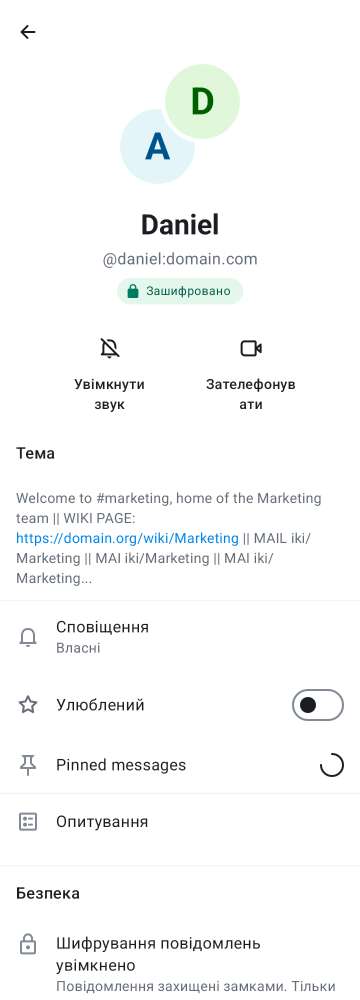 D
A
Daniel
@daniel:domain.com
Зашифровано
Увімкнути
звук
Зателефонув
ати
Тема
Welcome to #marketing, home of the Marketing
team || WIKI PAGE:
https://domain.org/wiki/Marketing || MAIL iki/
Marketing || MAI iki/Marketing || MAI iki/
Marketing...
Сповіщення
Власні
Улюблений
Pinned messages
Опитування
Безпека
Шифрування повідомлень
увімкнено
Повідомлення захищені замками. Тільки